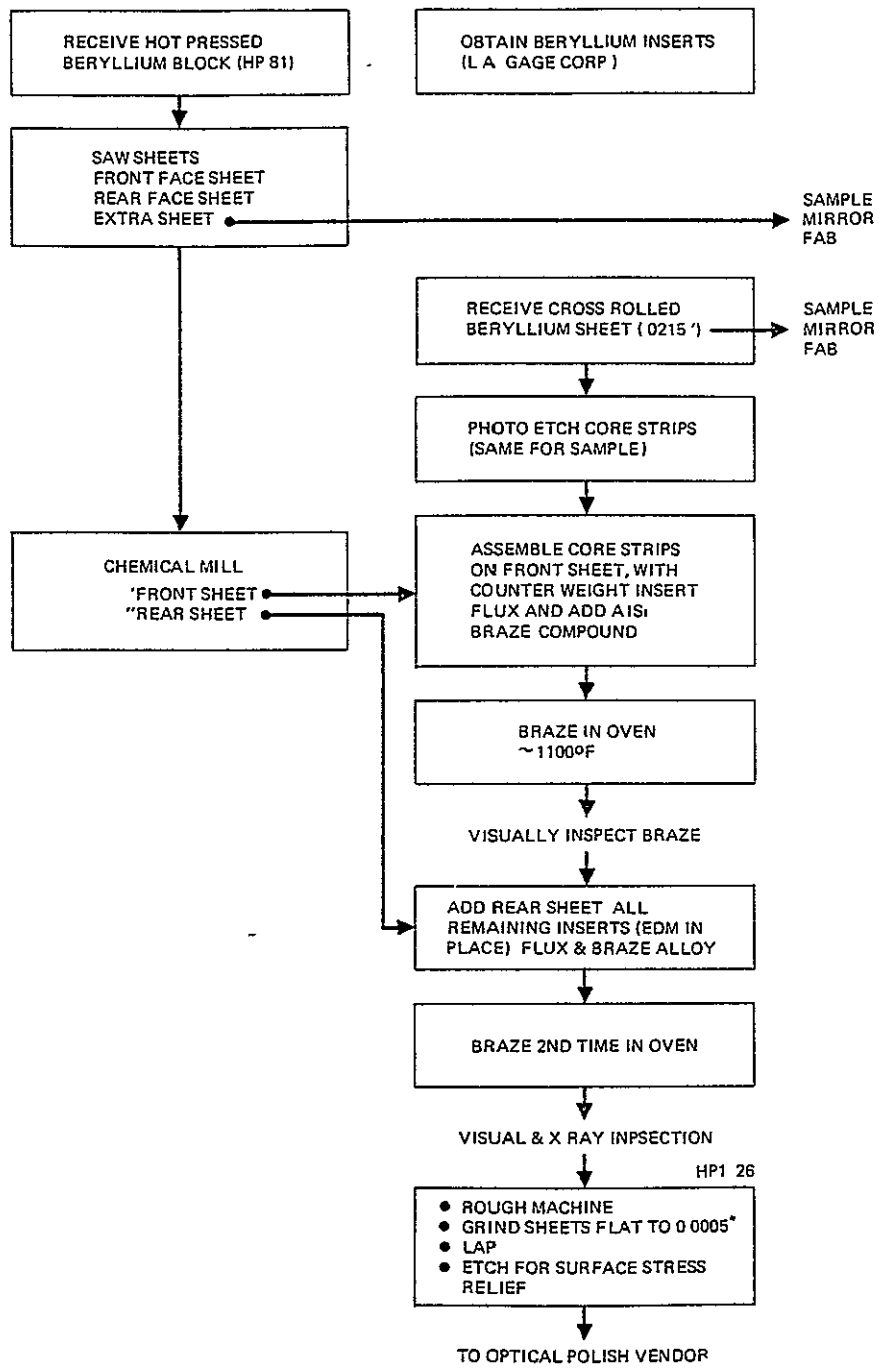 RECEIVE HOT PRESSED
BERYLLIUM BLOCK (HP 81)
OBTAIN BERYLLIUM INSERTS
(L A GAGE CORP )
SAW SHEETS
FRONT FACE SHEET
REAR FACE SHEET
EXTRA SHEET
SAMPLE
MIRROR
FAB
RECEIVE CROSS ROLLED
BERYLLIUM SHEET ( 0215 ')
SAMPLE
MIRROR
FAB
PHOTO ETCH CORE STRIPS
(SAME FOR SAMPLE)
CHEMICAL MILL
'FRONT SHEET
"REAR SHEET
ASSEMBLE CORE STRIPS
ON FRONT SHEET, WITH
COUNTER WEIGHT INSERT
FLUX AND ADD AlSi
BRAZE COMPOUND
BRAZE IN OVEN
~1100ºF
VISUALLY INSPECT BRAZE
ADD REAR SHEET ALL
REMAINING INSERTS (EDM IN
PLACE) FLUX & BRAZE ALLOY
BRAZE 2ND TIME IN OVEN
VISUAL & X RAY INPSECTION
HP1 26
● ROUGH MACHINE
● GRIND SHEETS FLAT TO 0 0005"
● LAP
● ETCH FOR SURFACE STRESS
RELIEF
TO OPTICAL POLISH VENDOR